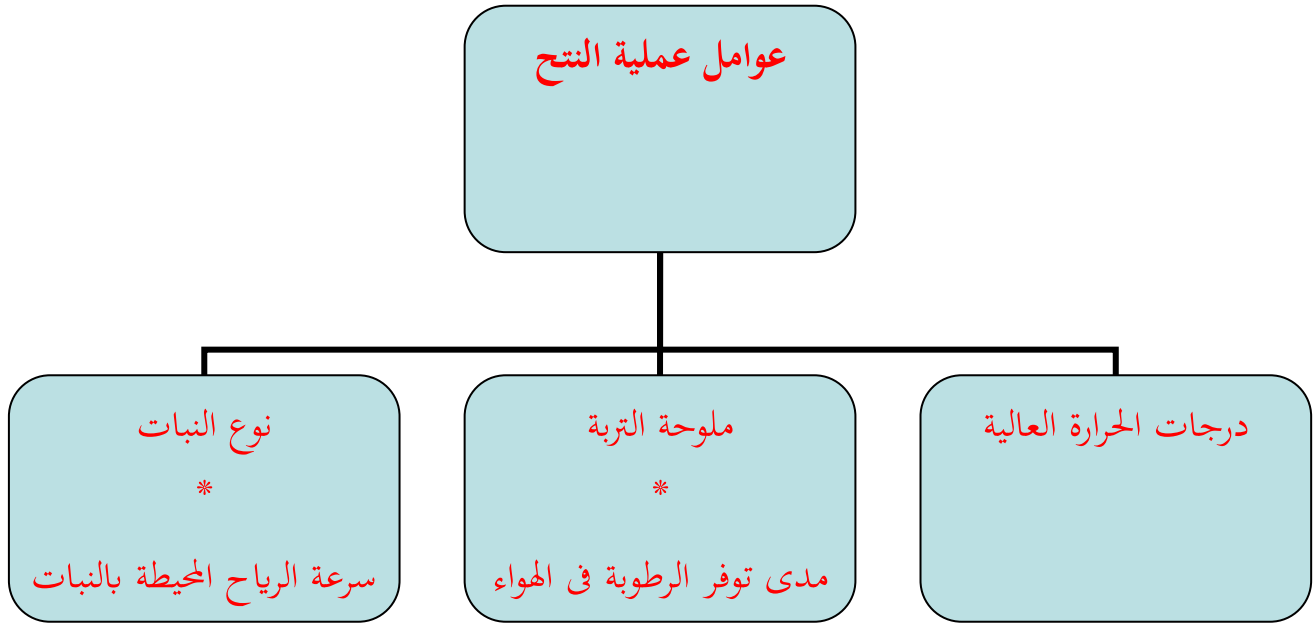 عوامل عملية النتح
درجات الحرارة العالية
ملوحة التربة
*
مدى توفر الرطوبة فى الهواء
نوع النبات
*
سرعة الرياح المحيطة بالنبات